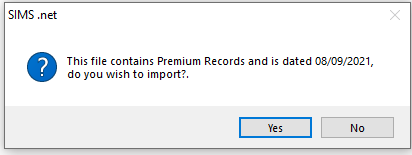 SIMS .net
This file contains Premium Records and is dated 08/09/2021,
do you wish to import?.
Yes
No